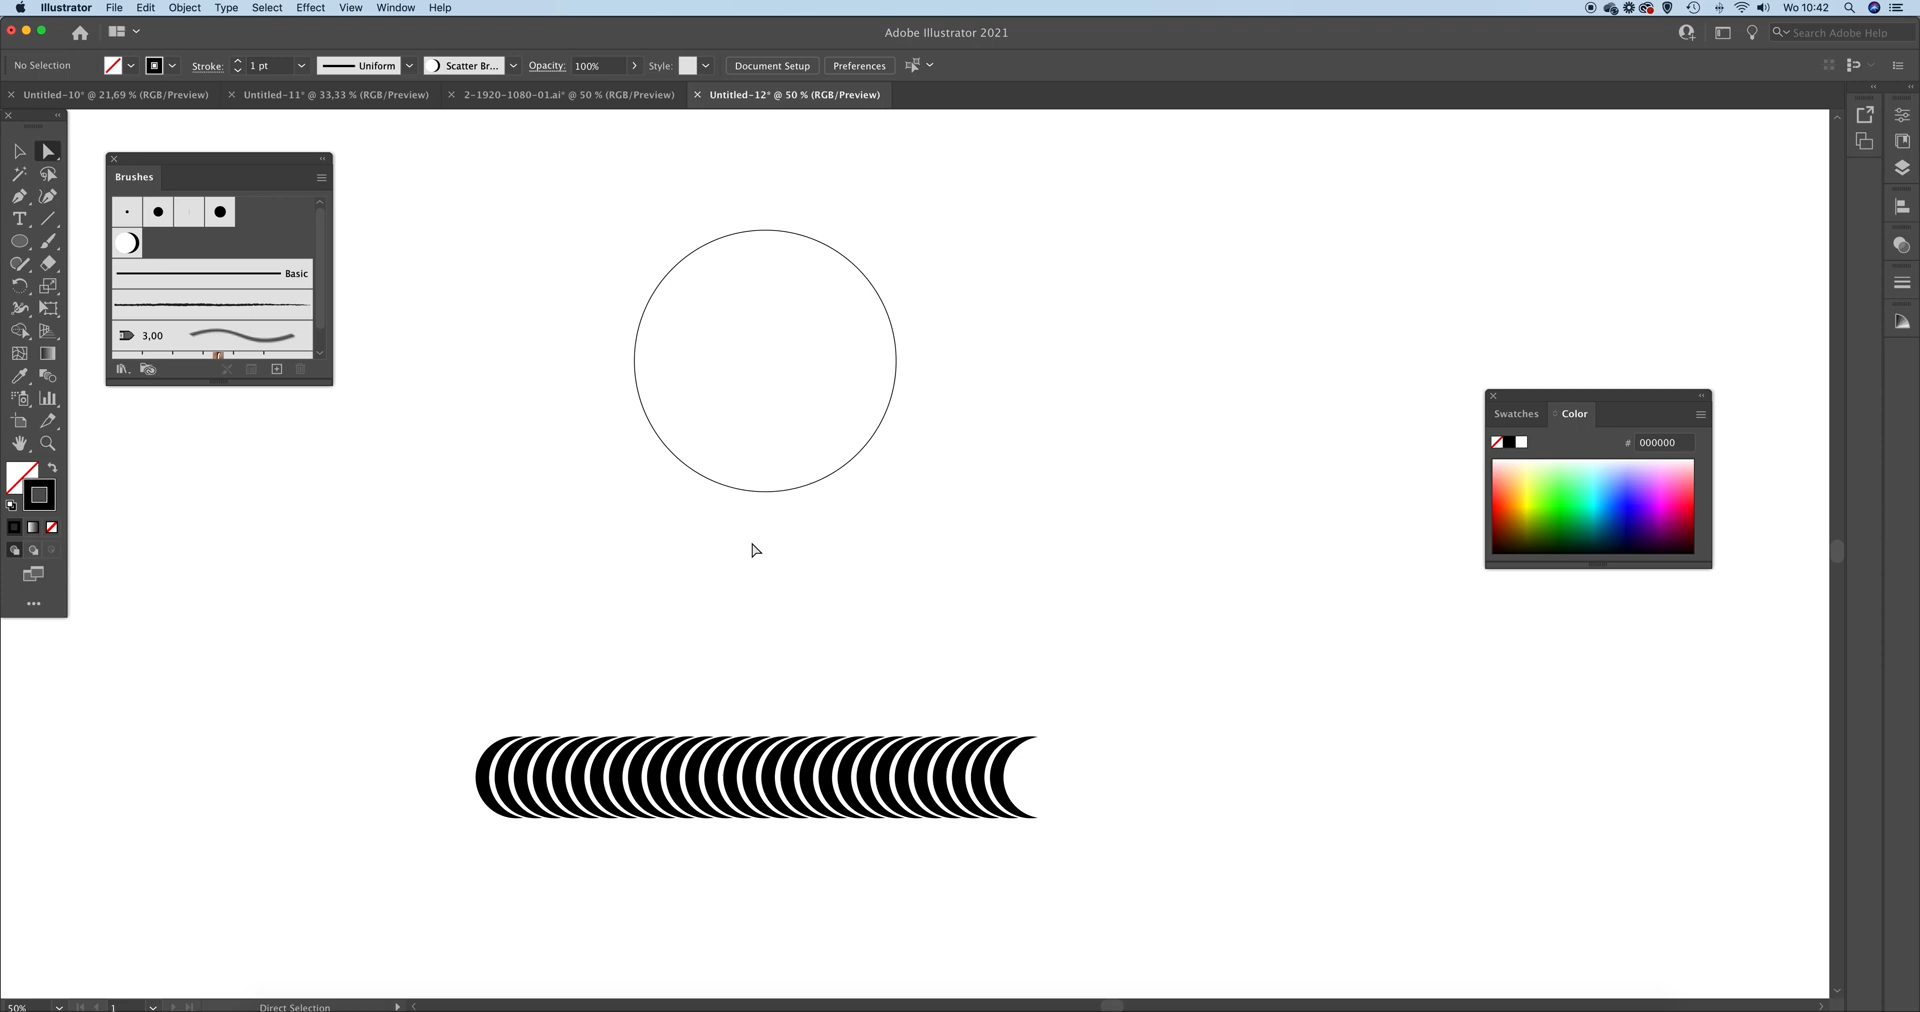 Illustrator File Edit Object Type Select Effect View Window Help Wo 10:42
Adobe Illustrator 2021 Search Adobe Help
No Selection Stroke: 1 pt Uniform Scatter Br... Opacity: 100% Style: Document Setup Preferences
Untitled-10* @ 21,69 % (RGB/Preview) Untitled-11* @ 33,33 % (RGB/Preview) 2-1920-1080-01.ai* @ 50 % (RGB/Preview) Untitled-12* @ 50 % (RGB/Preview)
Brushes
Basic
3,00
Swatches Color
# 000000
50% 1 Direct Selection